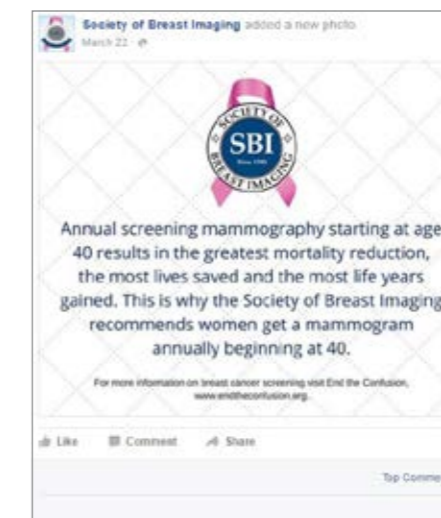 Society of Breast Imaging added a new photo.
March 22
SOCIETY OF
SBI
BREAST IMAGING
Annual screening mammography starting at age
40 results in the greatest mortality reduction,
the most lives saved and the most life years
gained. This is why the Society of Breast Imaging
recommends women get a mammogram
annually beginning at 40.
For more information on breast cancer screening visit End the Confusion,
www.endtheconfusion.org.
Like Comment Share
Top Comme